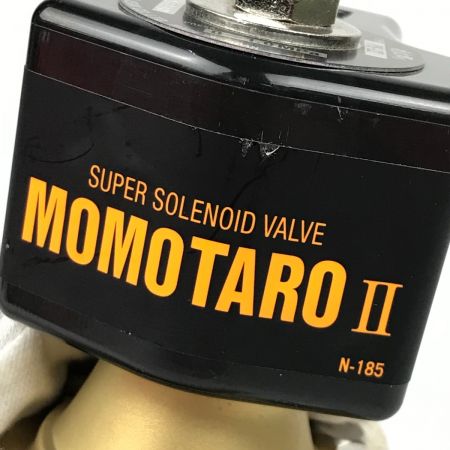 SUPER SOLENOID VALVE
MOMOTARO II
N-185